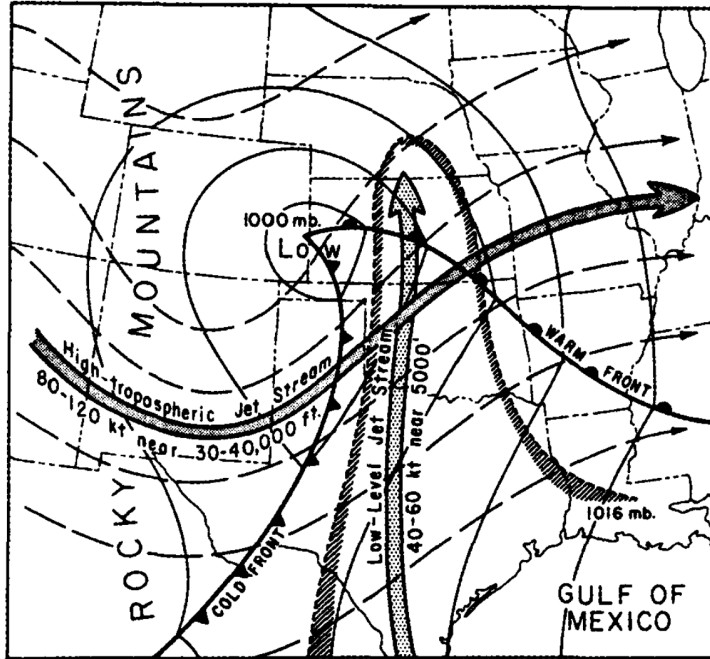 ROCKY MOUNTAINS
1000 mb.
Low
High-tropospheric Jet Stream
80-120 kt near 30-40,000 ft.
Low-Level Jet Stream
40-60 kt near 5000'
WARM FRONT
COLD FRONT
1016 mb.
GULF OF
MEXICO